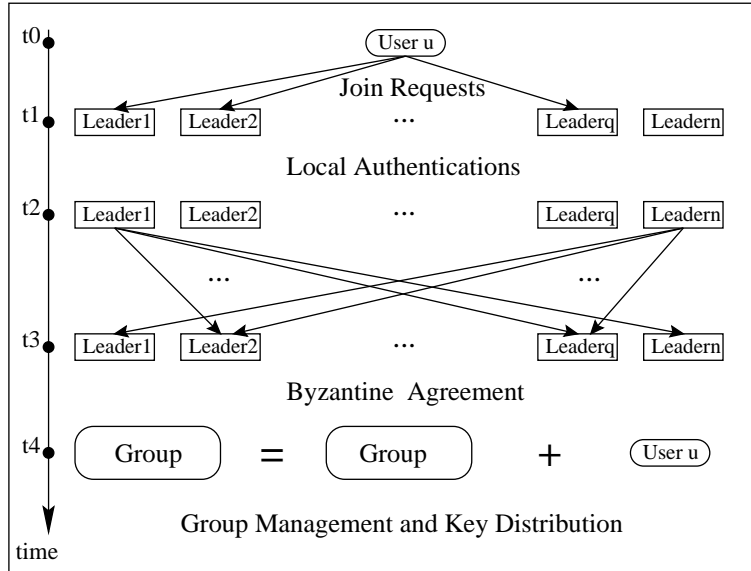 t0
User u
Join Requests
t1
Leader1 Leader2 ... Leaderq Leadern
Local Authentications
t2
Leader1 Leader2 ... Leaderq Leadern
... ...
t3
Leader1 Leader2 ... Leaderq Leadern
Byzantine Agreement
t4
Group = Group + User u
Group Management and Key Distribution
time